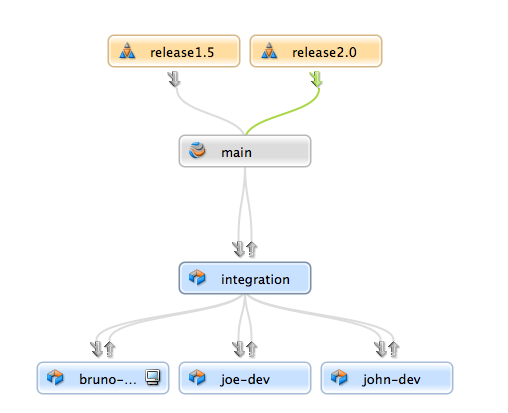 release1.5
release2.0
main
integration
bruno-...
joe-dev
john-dev